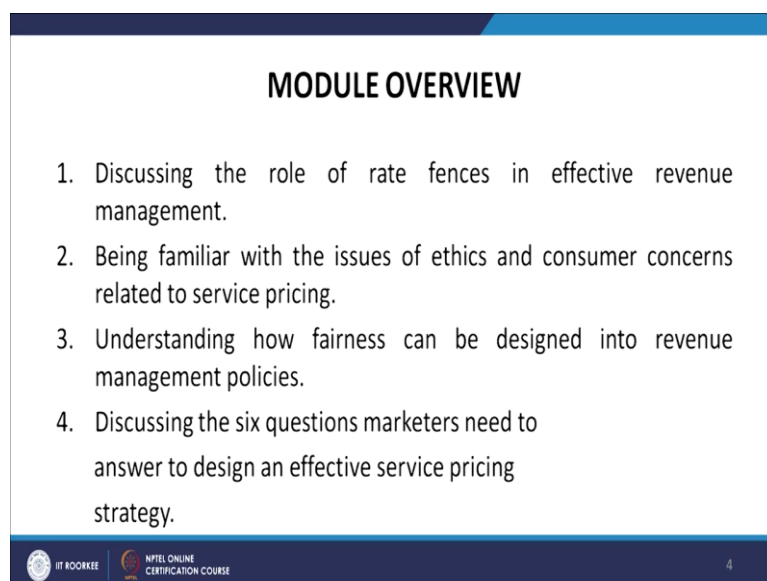 MODULE OVERVIEW
1. Discussing the role of rate fences in effective revenue
management.
2. Being familiar with the issues of ethics and consumer concerns
related to service pricing.
3. Understanding how fairness can be designed into revenue
management policies.
4. Discussing the six questions marketers need to
answer to design an effective service pricing
strategy.
IIT ROORKEE
NPTEL ONLINE
CERTIFICATION COURSE
4